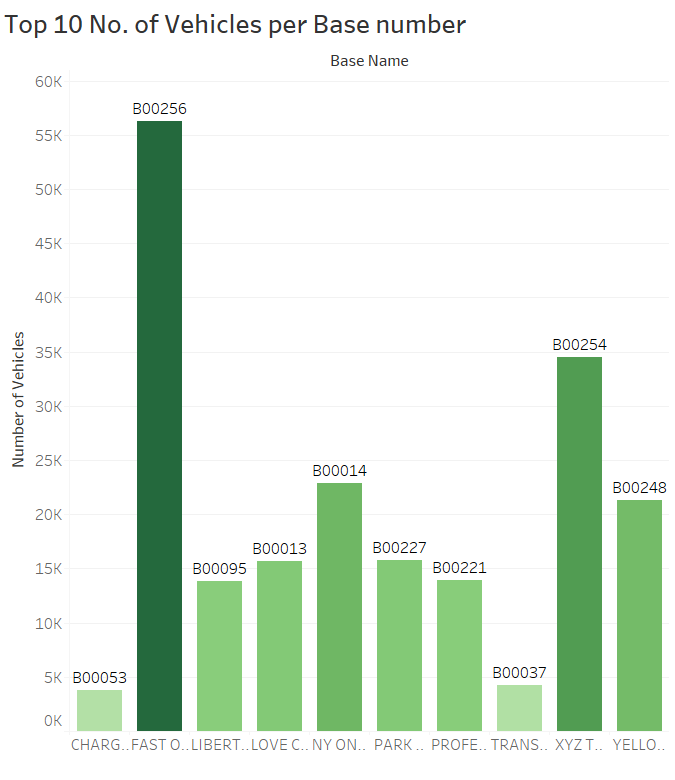 Top 10 No. of Vehicles per Base number
Base Name
60K
55K
50K
45K
40K
35K
30K
25K
20K
15K
10K
5K
0K
Number of Vehicles
B00053
B00256
B00095
B00013
B00014
B00227
B00221
B00037
B00254
B00248
CHARG.. FAST O.. LIBERT.. LOVE C.. NY ON.. PARK .. PROFE.. TRANS.. XYZ T.. YELLO..